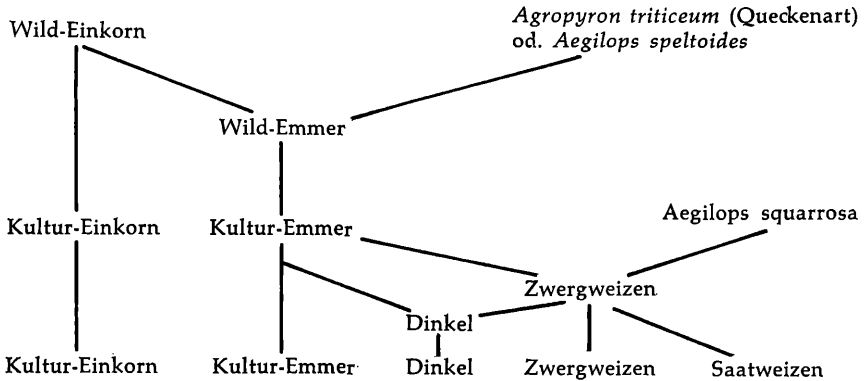 Wild-Einkorn
Agropyron triticeum (Queckenart)
od. Aegilops speltoides
Wild-Emmer
Kultur-Einkorn
Kultur-Emmer
Aegilops squarrosa
Zwergweizen
Dinkel
Kultur-Einkorn
Kultur-Emmer
Dinkel
Zwergweizen
Saatweizen